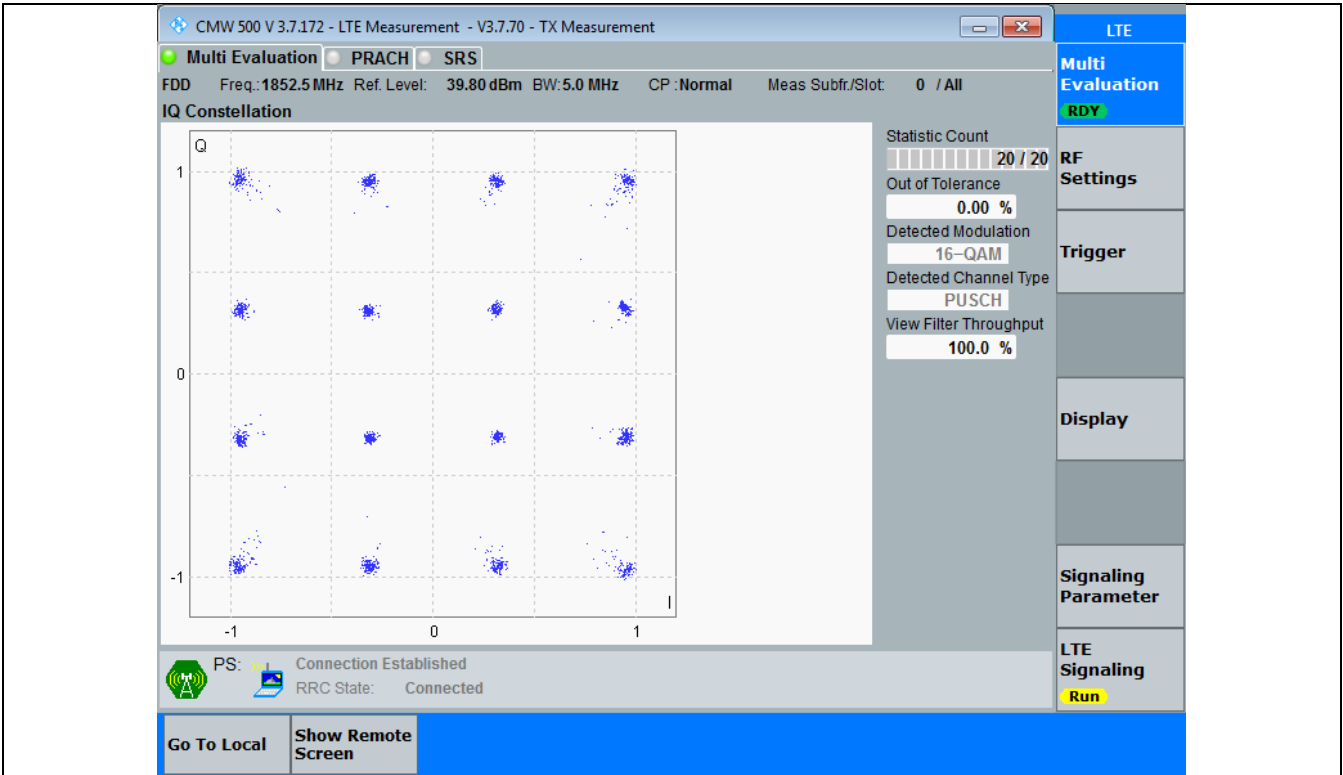 CMW 500 V 3.7.172 - LTE Measurement - V3.7.70 - TX Measurement
LTE
Multi Evaluation PRACH SRS
FDD Freq.:1852.5 MHz Ref. Level: 39.80 dBm BW:5.0 MHz CP :Normal Meas Subfr./Slot: 0 / All
IQ Constellation
Q
1
0
-1
-1 0 1
I
Statistic Count
20 / 20
Out of Tolerance
0.00 %
Detected Modulation
16-QAM
Detected Channel Type
PUSCH
View Filter Throughput
100.0 %
Multi
Evaluation
RDY
RF
Settings
Trigger
Display
Signaling
Parameter
LTE
Signaling
Run
PS: Connection Established
RRC State: Connected
Go To Local
Show Remote
Screen